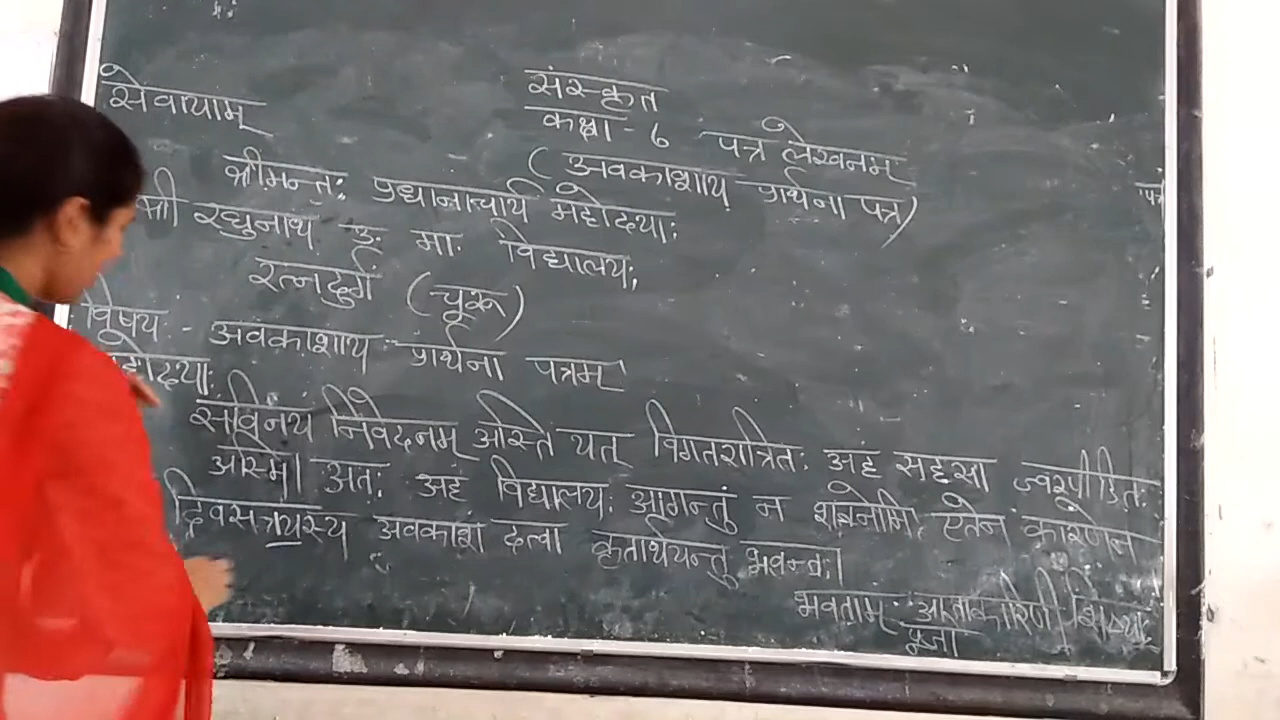 संस्कृत
कक्षा - ६ पत्र लेखनम्
(अवकाशाय प्रार्थना पत्र)
सेवायाम्
श्रीमन्तः प्रधानाचार्य महोदयाः
श्री रघुनाथ उ. मा. विद्यालयः,
रत्नदुर्ग (चूरू)
विषय - अवकाशाय प्रार्थना पत्रम्
महोदयाः
सविनय निवेदनम् अस्ति यत् विगतरात्रितः अहं सहसा ज्वरपीडितः
अस्मि। अतः अहं विद्यालयः आगन्तुं न शक्नोमि, एतेन कारणेन
दिवसत्रयस्य अवकाश दत्वा कृतार्थयन्तु भवन्तः।
भवताम् आज्ञाकारिणी शिष्या
पूजा
पत्र